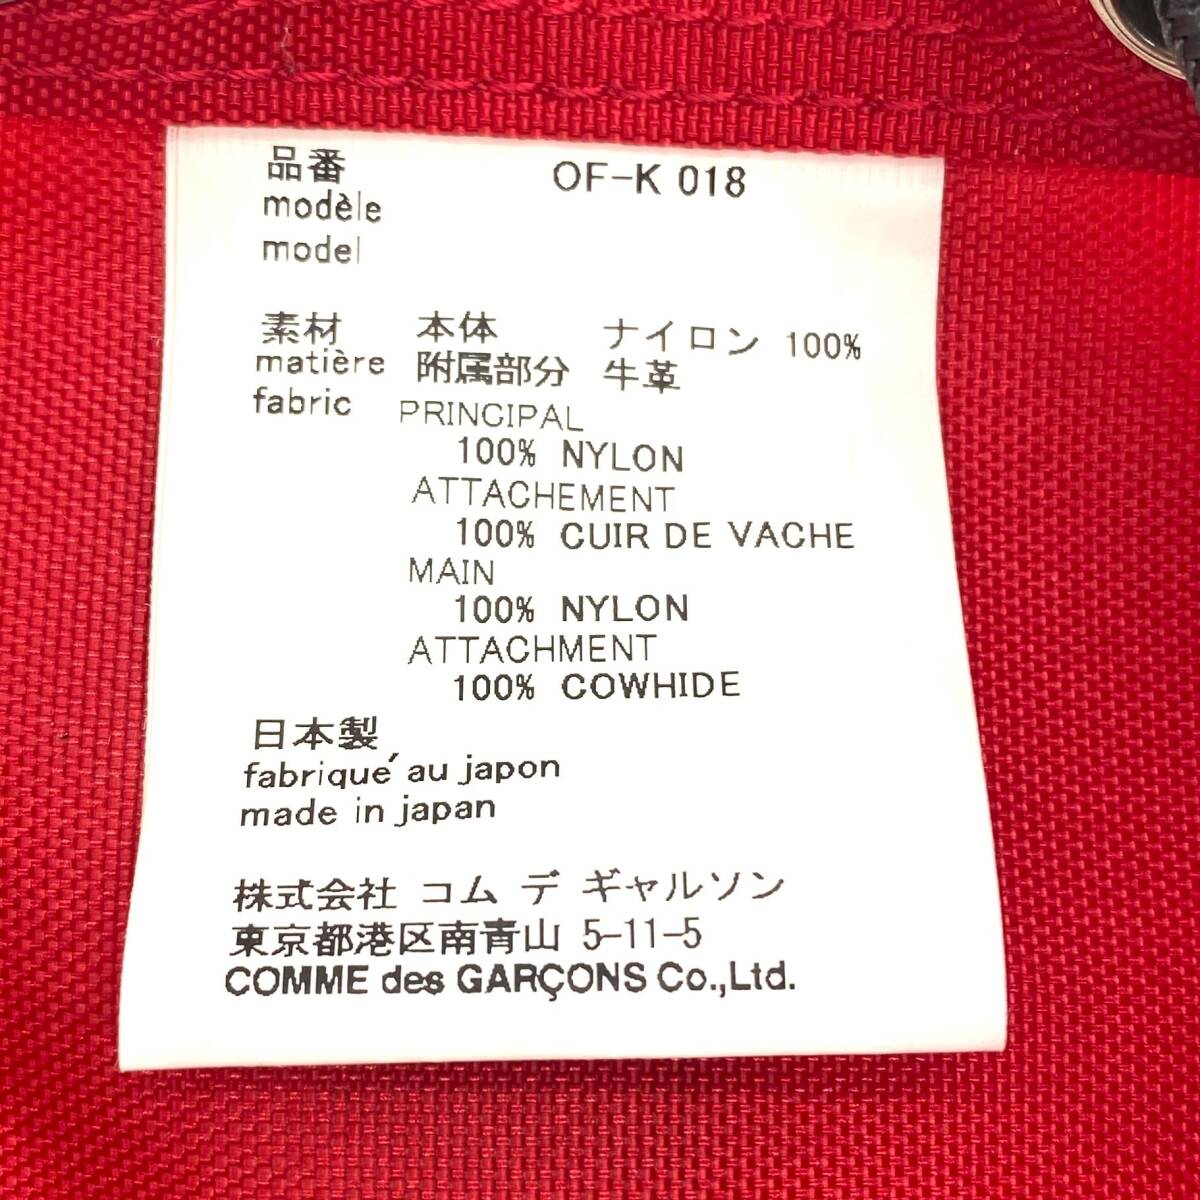 品番 OF-K 018
modèle
model
素材 本体 ナイロン 100%
matière 附属部分 牛革
fabric PRINCIPAL
100% NYLON
ATTACHEMENT
100% CUIR DE VACHE
MAIN
100% NYLON
ATTACHMENT
100% COWHIDE
日本製
fabrique´ au japon
made in japan
株式会社 コム デ ギャルソン
東京都港区南青山 5-11-5
COMME des GARÇONS Co.,Ltd.